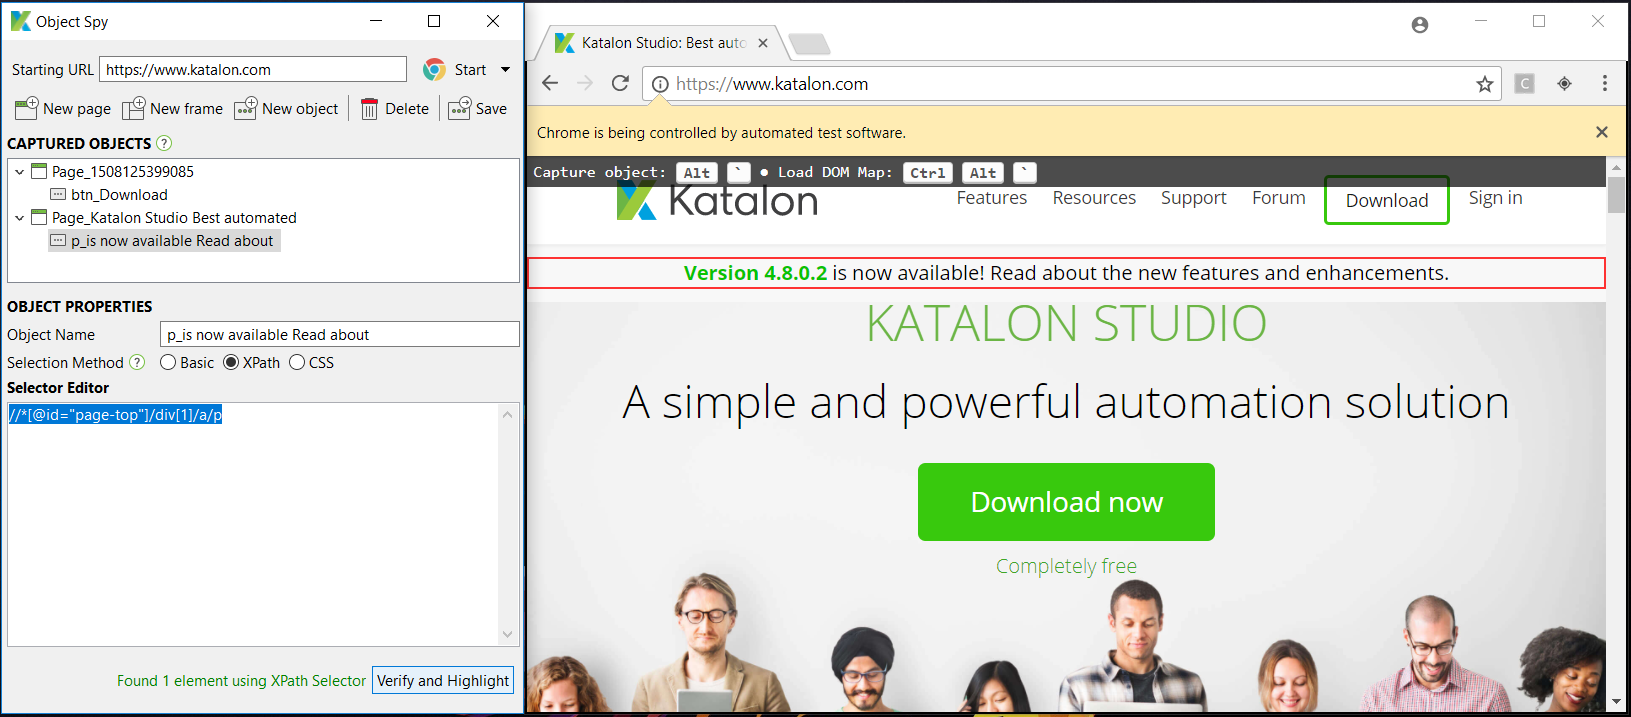 Object Spy
Starting URL https://www.katalon.com Start
New page New frame New object Delete Save
CAPTURED OBJECTS ?
Page_1508125399085
btn_Download
Page_Katalon Studio Best automated
p_is now available Read about
OBJECT PROPERTIES
Object Name p_is now available Read about
Selection Method ? Basic XPath CSS
Selector Editor
//*[@id="page-top"]/div[1]/a/p
Found 1 element using XPath Selector Verify and Highlight
Katalon Studio: Best auto
https://www.katalon.com C
Chrome is being controlled by automated test software.
Capture object: Alt ` ● Load DOM Map: Ctrl Alt `
Katalon Features Resources Support Forum Download Sign in
Version 4.8.0.2 is now available! Read about the new features and enhancements.
KATALON STUDIO
A simple and powerful automation solution
Download now
Completely free